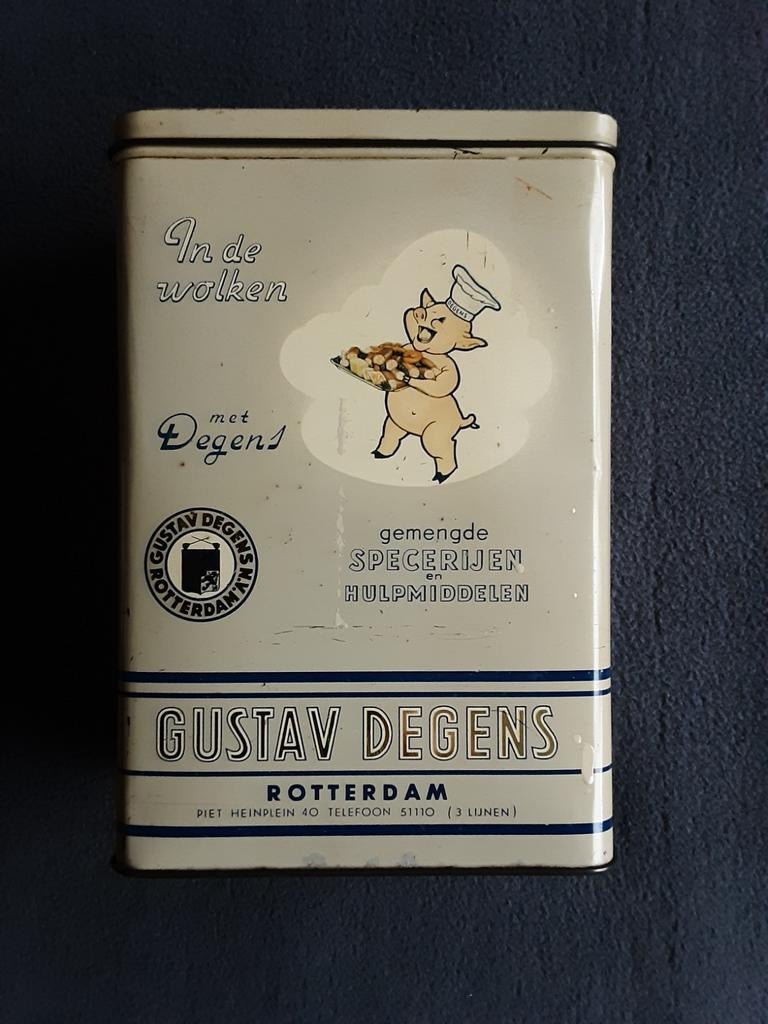 In de
wolken
DEGENS
met
Degens
GUSTAV DEGENS
ROTTERDAM
gemengde
SPECERIJEN
en
HULPMIDDELEN
GUSTAV DEGENS
ROTTERDAM
PIET HEINPLEIN 40 TELEFOON 51110 (3 LIJNEN)